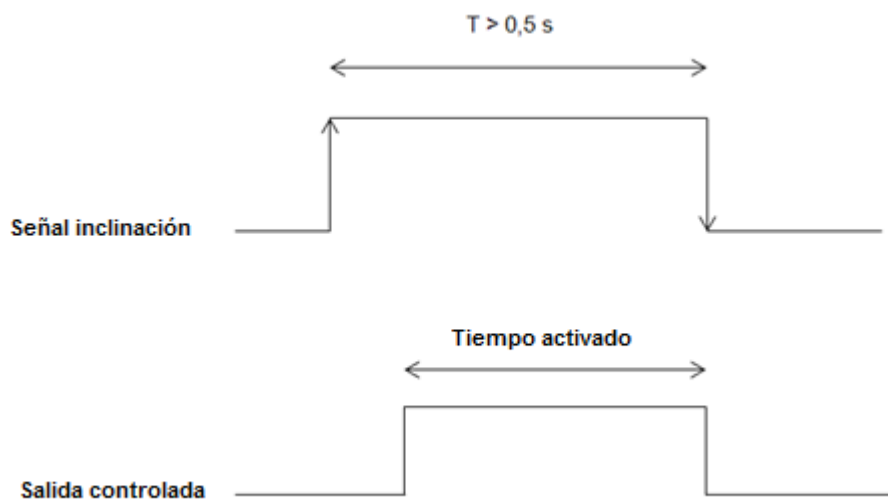 T > 0,5 s
Señal inclinación
Tiempo activado
Salida controlada